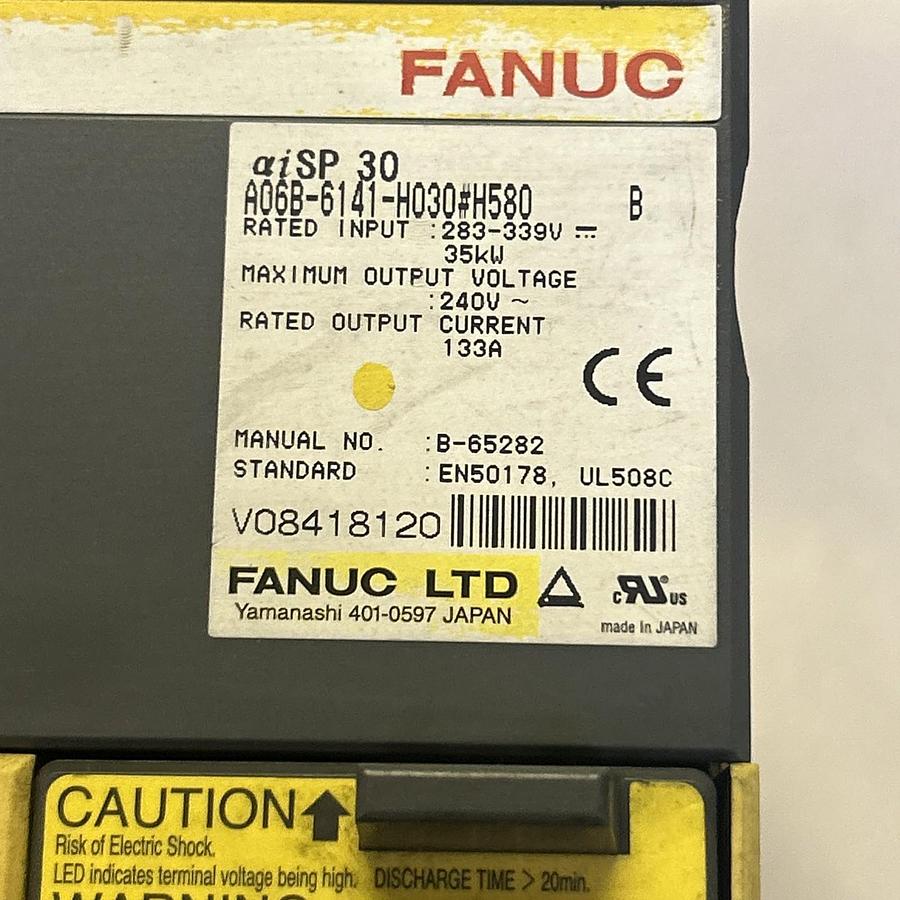 FANUC
αiSP 30
A06B-6141-H030#H580 B
RATED INPUT :283-339V ⎓
35kW
MAXIMUM OUTPUT VOLTAGE
:240V ~
RATED OUTPUT CURRENT
133A
CE
MANUAL NO. :B-65282
STANDARD :EN50178, UL508C
V08418120
FANUC LTD
Yamanashi 401-0597 JAPAN
c RU US
made in JAPAN
CAUTION
Risk of Electric Shock.
LED indicates terminal voltage being high. DISCHARGE TIME > 20min.
WARNING